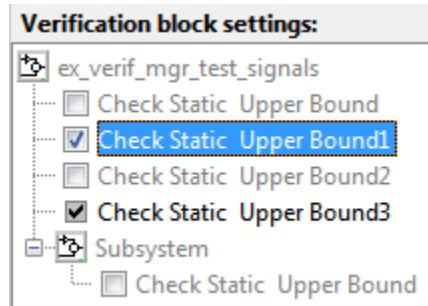 Verification block settings:
ex_verif_mgr_test_signals
Check Static Upper Bound
Check Static Upper Bound1
Check Static Upper Bound2
Check Static Upper Bound3
Subsystem
Check Static Upper Bound